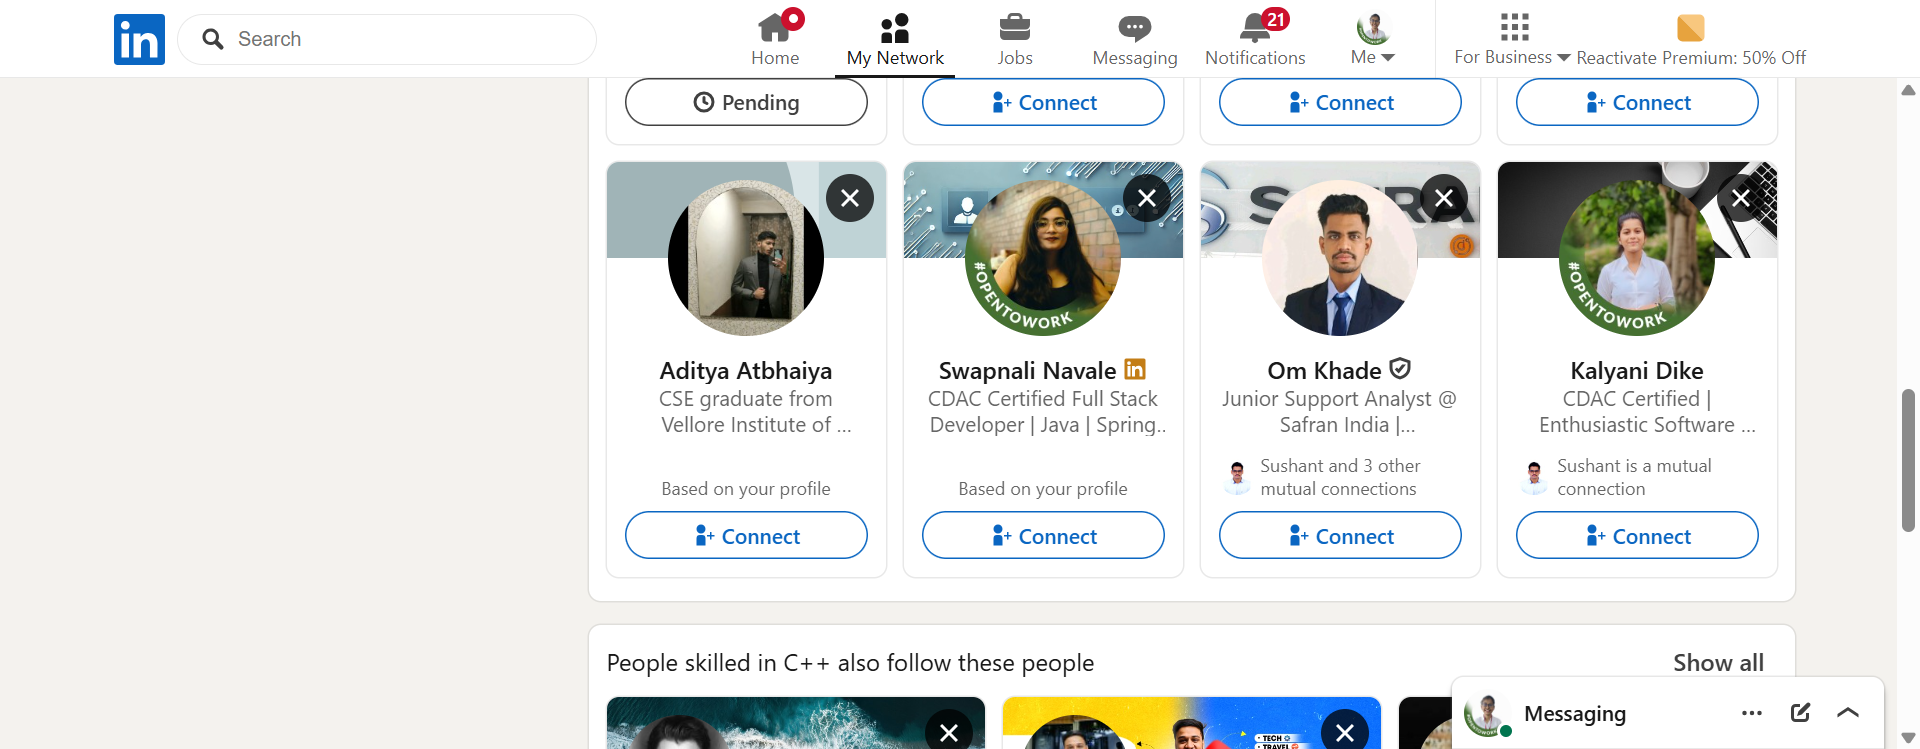 in
Search
Home
My Network
Jobs
Messaging
21
Notifications
Me
For Business
Reactivate Premium: 50% Off
Pending
Connect
Connect
Connect
#OPENTOWORK
#OPENTOWORK
Aditya Atbhaiya
CSE graduate from
Vellore Institute of ...
Based on your profile
Connect
Swapnali Navale in
CDAC Certified Full Stack
Developer | Java | Spring..
Based on your profile
Connect
Om Khade
Junior Support Analyst @
Safran India |...
Sushant and 3 other
mutual connections
Connect
Kalyani Dike
CDAC Certified |
Enthusiastic Software ...
Sushant is a mutual
connection
Connect
People skilled in C++ also follow these people
Show all
TECH
TRAVEL
Messaging